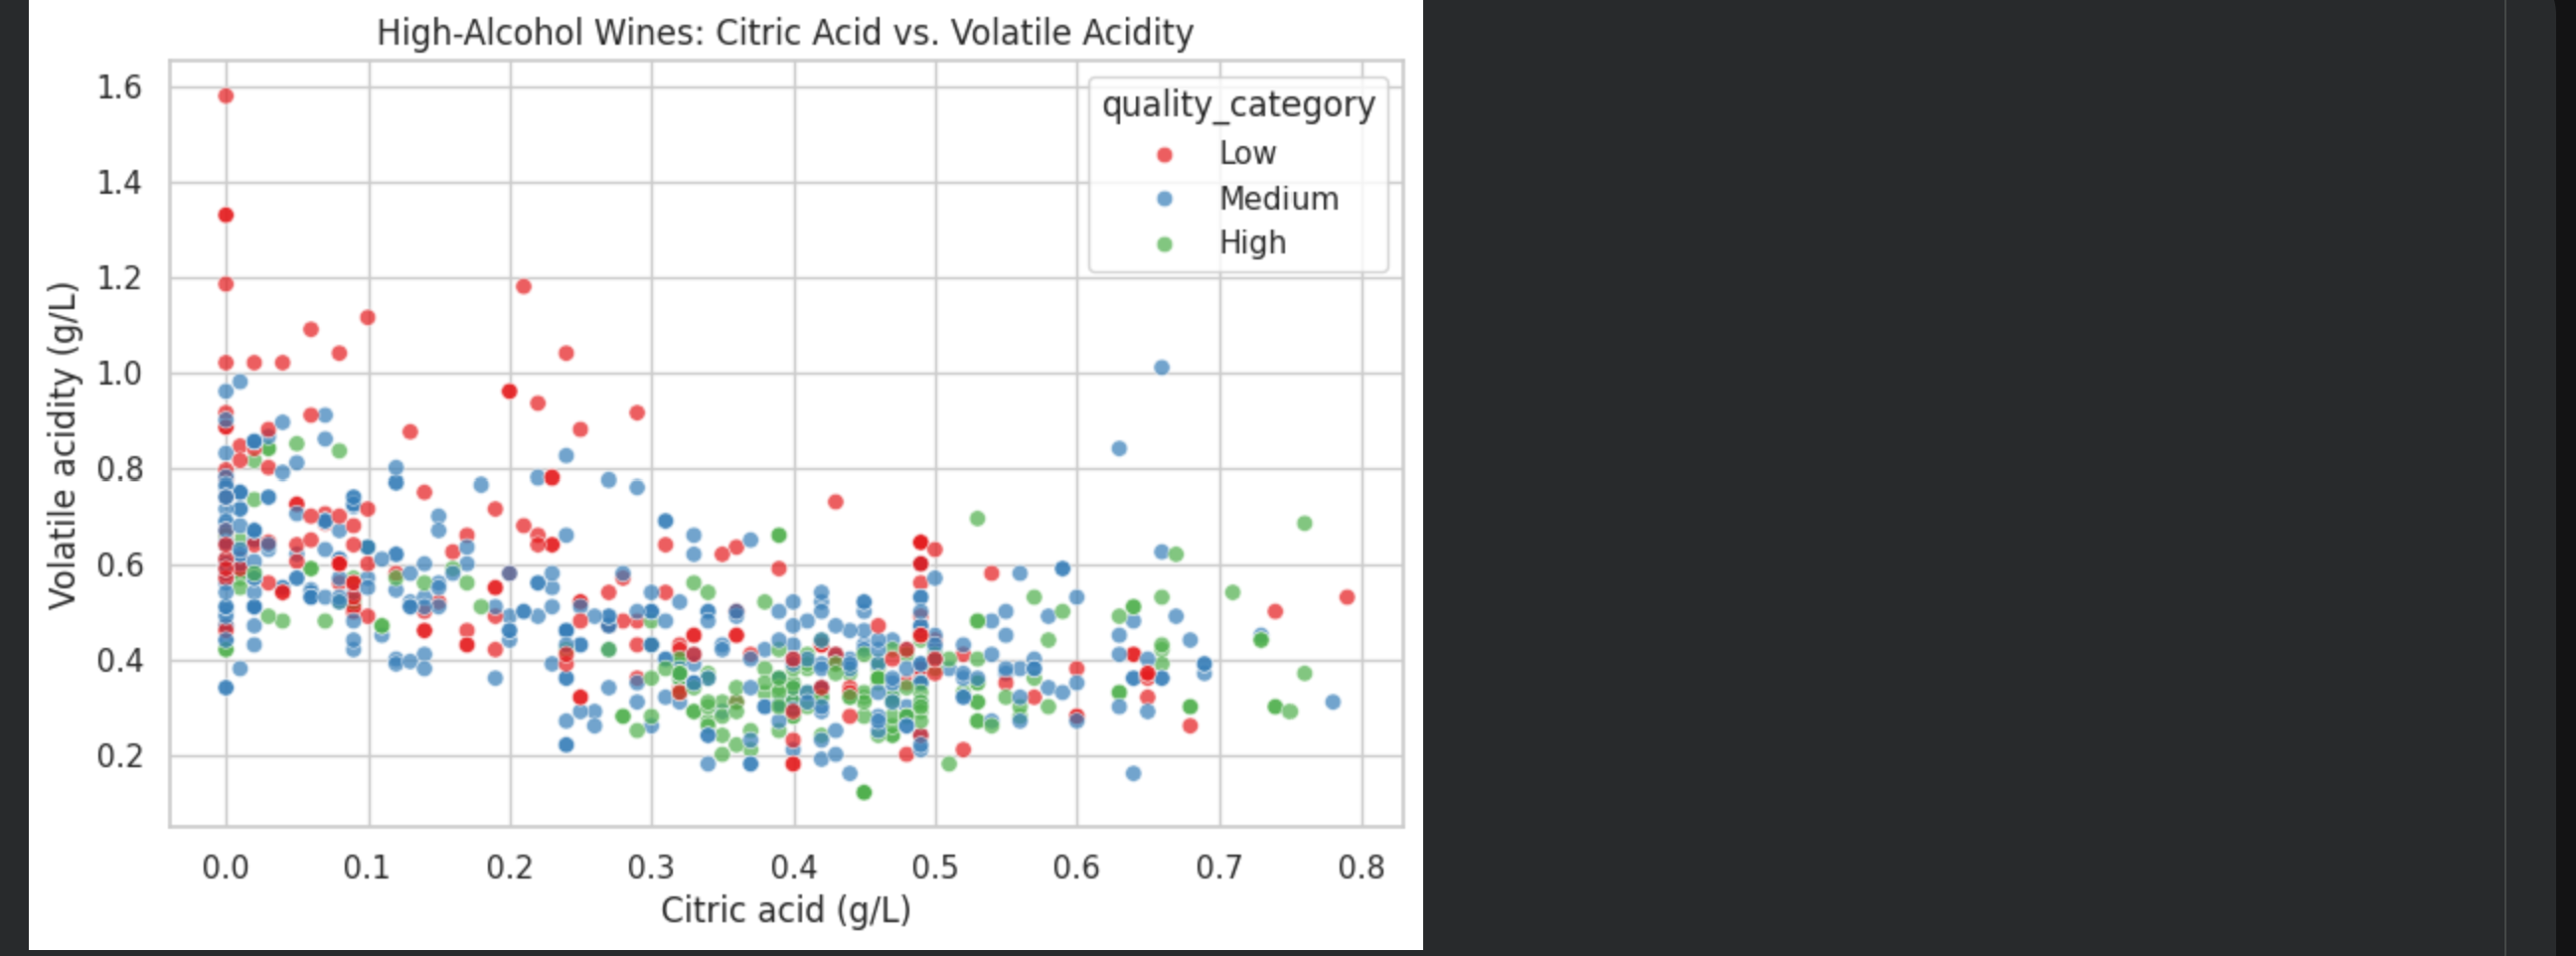 High-Alcohol Wines: Citric Acid vs. Volatile Acidity
quality_category
Low
Medium
High
Volatile acidity (g/L)
1.6
1.4
1.2
1.0
0.8
0.6
0.4
0.2
0.0 0.1 0.2 0.3 0.4 0.5 0.6 0.7 0.8
Citric acid (g/L)